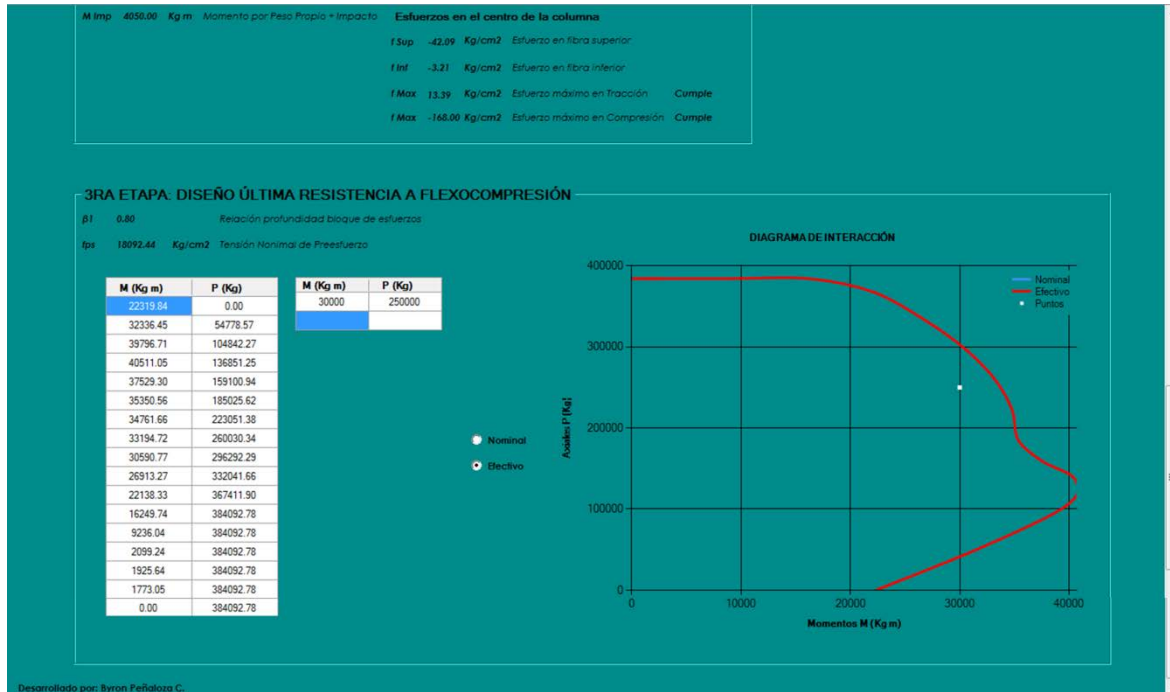 M Imp 4050.00 Kg m Momento por Peso Propio + Impacto
Esfuerzos en el centro de la columna
f Sup -42.09 Kg/cm2 Esfuerzo en fibra superior
f Inf -3.21 Kg/cm2 Esfuerzo en fibra inferior
f Max 13.39 Kg/cm2 Esfuerzo máximo en Tracción Cumple
f Max -168.00 Kg/cm2 Esfuerzo máximo en Compresión Cumple
3RA ETAPA: DISEÑO ÚLTIMA RESISTENCIA A FLEXOCOMPRESIÓN
β1 0.80 Relación profundidad bloque de esfuerzos
fps 18092.44 Kg/cm2 Tensión Nonimal de Preesfuerzo
M (Kg m) P (Kg)
22319.84 0.00
32336.45 54778.57
39796.71 104842.27
40511.05 136851.25
37529.30 159100.94
35350.56 185025.62
34761.66 223051.38
33194.72 260030.34
30590.77 296292.29
26913.27 332041.66
22138.33 367411.90
16249.74 384092.78
9236.04 384092.78
2099.24 384092.78
1925.64 384092.78
1773.05 384092.78
0.00 384092.78
M (Kg m) P (Kg)
30000 250000
Nominal
Efectivo
DIAGRAMA DE INTERACCIÓN
Axiales P (Kg)
400000
300000
200000
100000
0
0 10000 20000 30000 40000
Momentos M (Kg m)
Nominal
Efectivo
Puntos
Desarrollado por: Byron Peñaloza C.